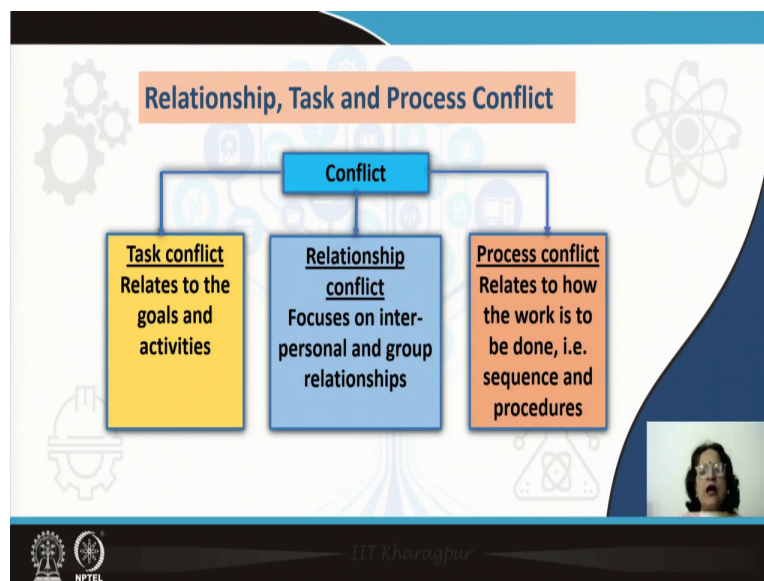 Relationship, Task and Process Conflict
Conflict
Task conflict
Relates to the
goals and
activities
Relationship
conflict
Focuses on inter-
personal and group
relationships
Process conflict
Relates to how
the work is to
be done, i.e.
sequence and
procedures
IIT Kharagpur
NPTEL